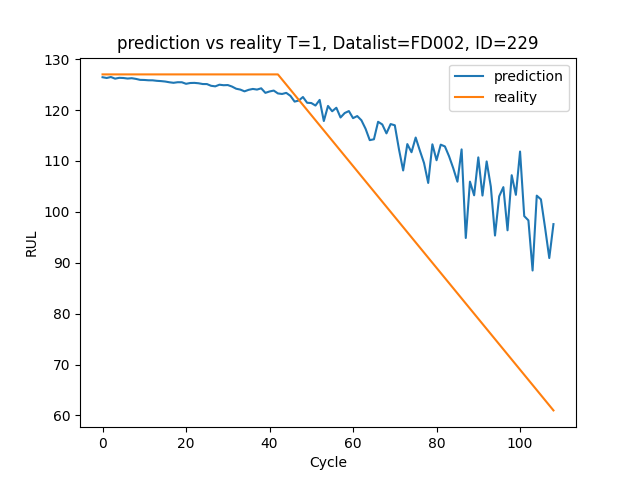 prediction vs reality T=1, Datalist=FD002, ID=229
prediction
reality
RUL
130
120
110
100
90
80
70
60
0 20 40 60 80 100
Cycle